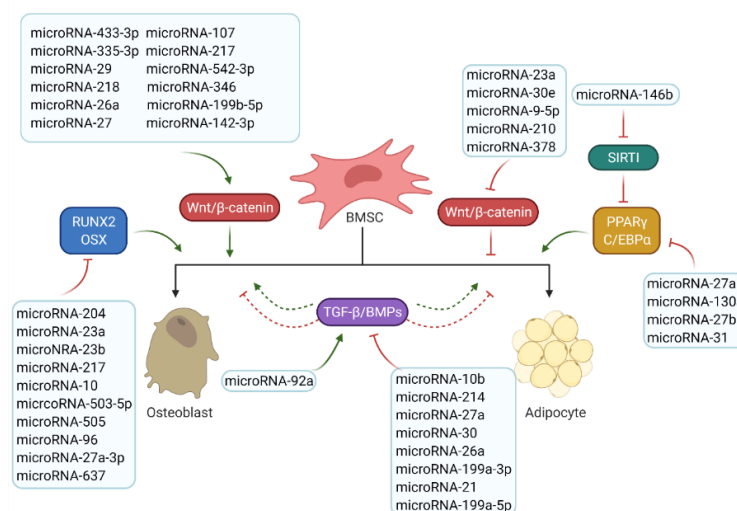 microRNA-433-3p microRNA-107
microRNA-335-3p microRNA-217
microRNA-29 microRNA-542-3p
microRNA-218 microRNA-346
microRNA-26a microRNA-199b-5p
microRNA-27 microRNA-142-3p
microRNA-23a
microRNA-30e
microRNA-9-5p
microRNA-210
microRNA-378
microRNA-146b
SIRTI
Wnt/β-catenin
BMSC
Wnt/β-catenin
PPARγ
C/EBPα
RUNX2
OSX
microRNA-27a
microRNA-130
microRNA-27b
microRNA-31
TGF-β/BMPs
microRNA-204
microRNA-23a
microNRA-23b
microRNA-217
microRNA-10
micrcoRNA-503-5p
microRNA-505
microRNA-96
microRNA-27a-3p
microRNA-637
Osteoblast
microRNA-92a
microRNA-10b
microRNA-214
microRNA-27a
microRNA-30
microRNA-26a
microRNA-199a-3p
microRNA-21
microRNA-199a-5p
Adipocyte